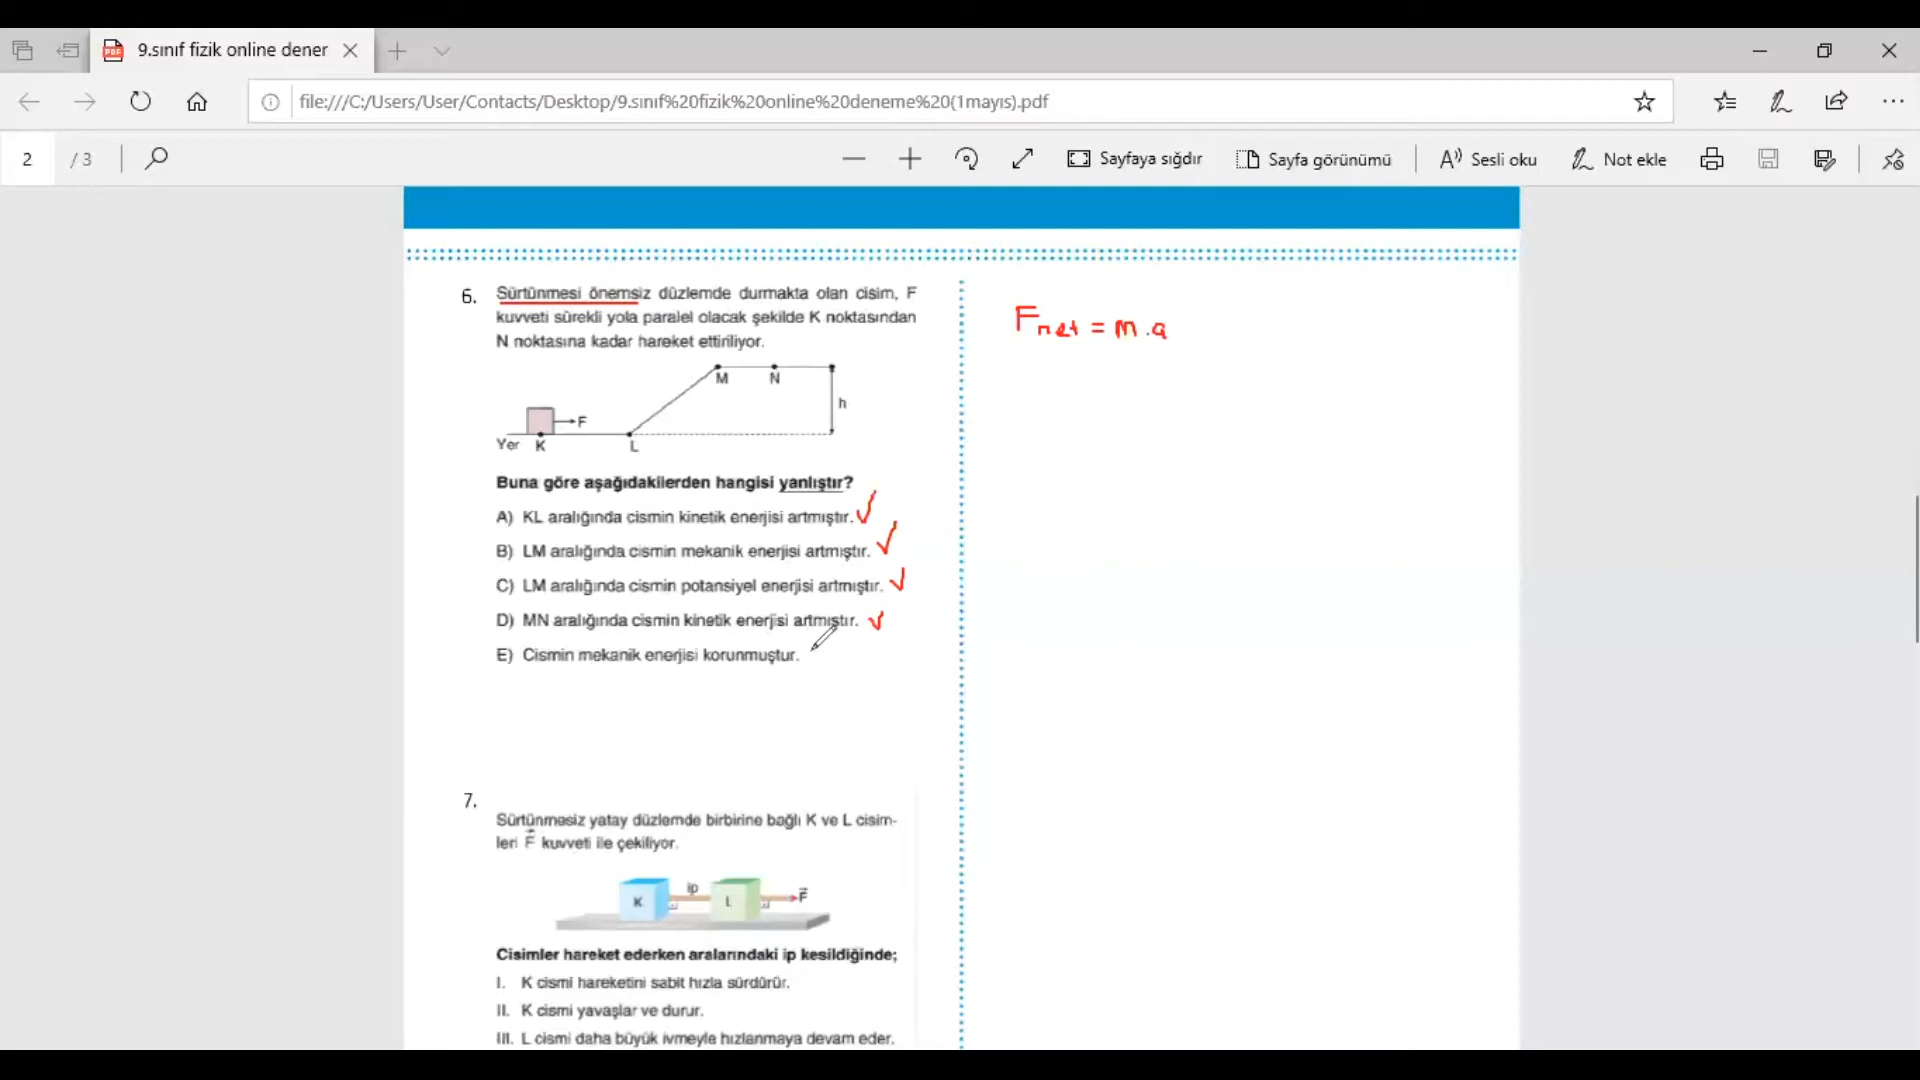 9.sınıf fizik online dener
file:///C:/Users/User/Contacts/Desktop/9.sınıf%20fizik%20online%20deneme%20(1mayıs).pdf
2 / 3
Sayfaya sığdır
Sayfa görünümü
Sesli oku
Not ekle
6. Sürtünmesi önemsiz düzlemde durmakta olan cisim, F
kuvveti sürekli yola paralel olacak şekilde K noktasından
N noktasına kadar hareket ettiriliyor.
M N
h
F
Yer K L
Buna göre aşağıdakilerden hangisi yanlıştır?
A) KL aralığında cismin kinetik enerjisi artmıştır.
B) LM aralığında cismin mekanik enerjisi artmıştır.
C) LM aralığında cismin potansiyel enerjisi artmıştır.
D) MN aralığında cismin kinetik enerjisi artmıştır.
E) Cismin mekanik enerjisi korunmuştur.
7.
Sürtünmesiz yatay düzlemde birbirine bağlı K ve L cisim-
leri F kuvveti ile çekiliyor.
K ip L F
Cisimler hareket ederken aralarındaki ip kesildiğinde;
I. K cismi hareketini sabit hızla sürdürür.
II. K cismi yavaşlar ve durur.
III. L cismi daha büyük ivmeyle hızlanmaya devam eder.
Fnet = m.a